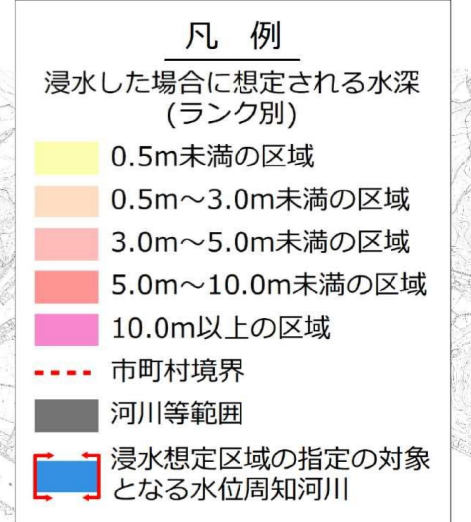 凡 例
浸水した場合に想定される水深
(ランク別)
0.5m未満の区域
0.5m～3.0m未満の区域
3.0m～5.0m未満の区域
5.0m～10.0m未満の区域
10.0m以上の区域
市町村境界
河川等範囲
浸水想定区域の指定の対象
となる水位周知河川